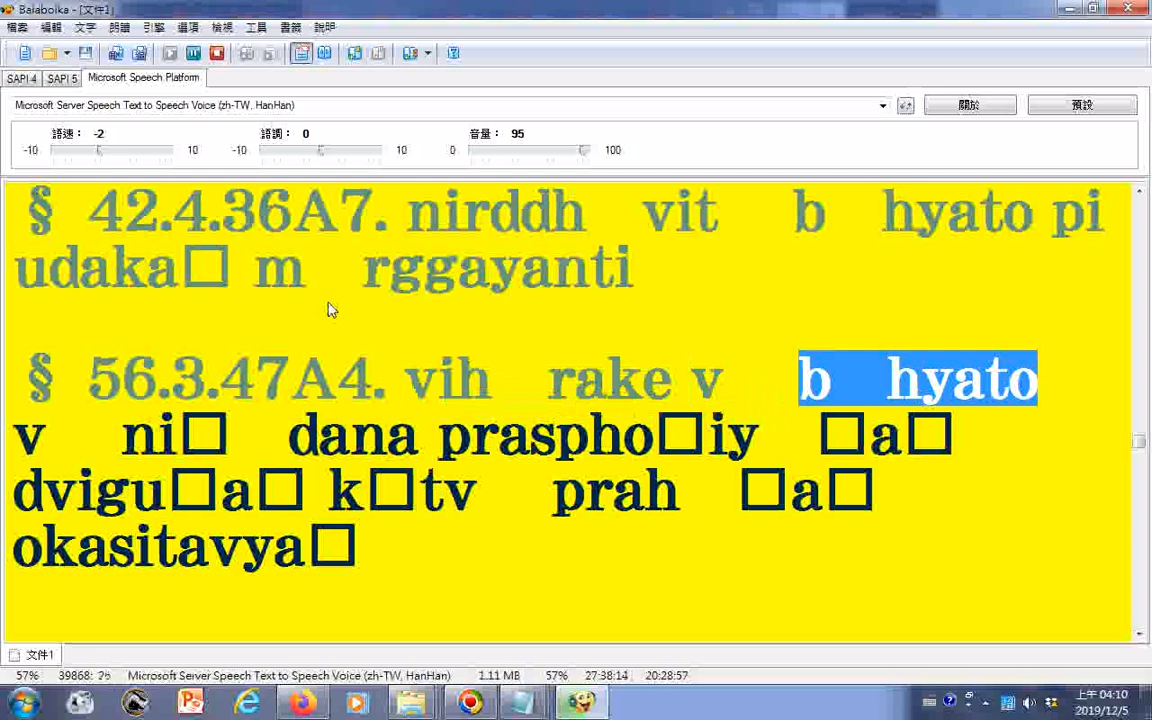 Balabolka - [文件1]
檔案 編輯 文字 朗讀 引擎 選項 檢視 工具 書籤 說明
SAPI 4 SAPI 5 Microsoft Speech Platform
Microsoft Server Speech Text to Speech Voice (zh-TW, HanHan) 關於 預設
語速： -2 語調： 0 音量： 95
-10 10 -10 10 0 100
§ 42.4.36A7. nirddh vit b hyato pi
udaka□ m rggayanti
§ 56.3.47A4. vih rake v b hyato
v ni□ dana praspho□iy □a□
dvigu□a□ k□tv prah □a□
okasitavya□
文件1
57% 39868: 26 Microsoft Server Speech Text to Speech Voice (zh-TW, HanHan) 1.11 MB 57% 27:38:14 20:28:57
上午 04:10
2019/12/5